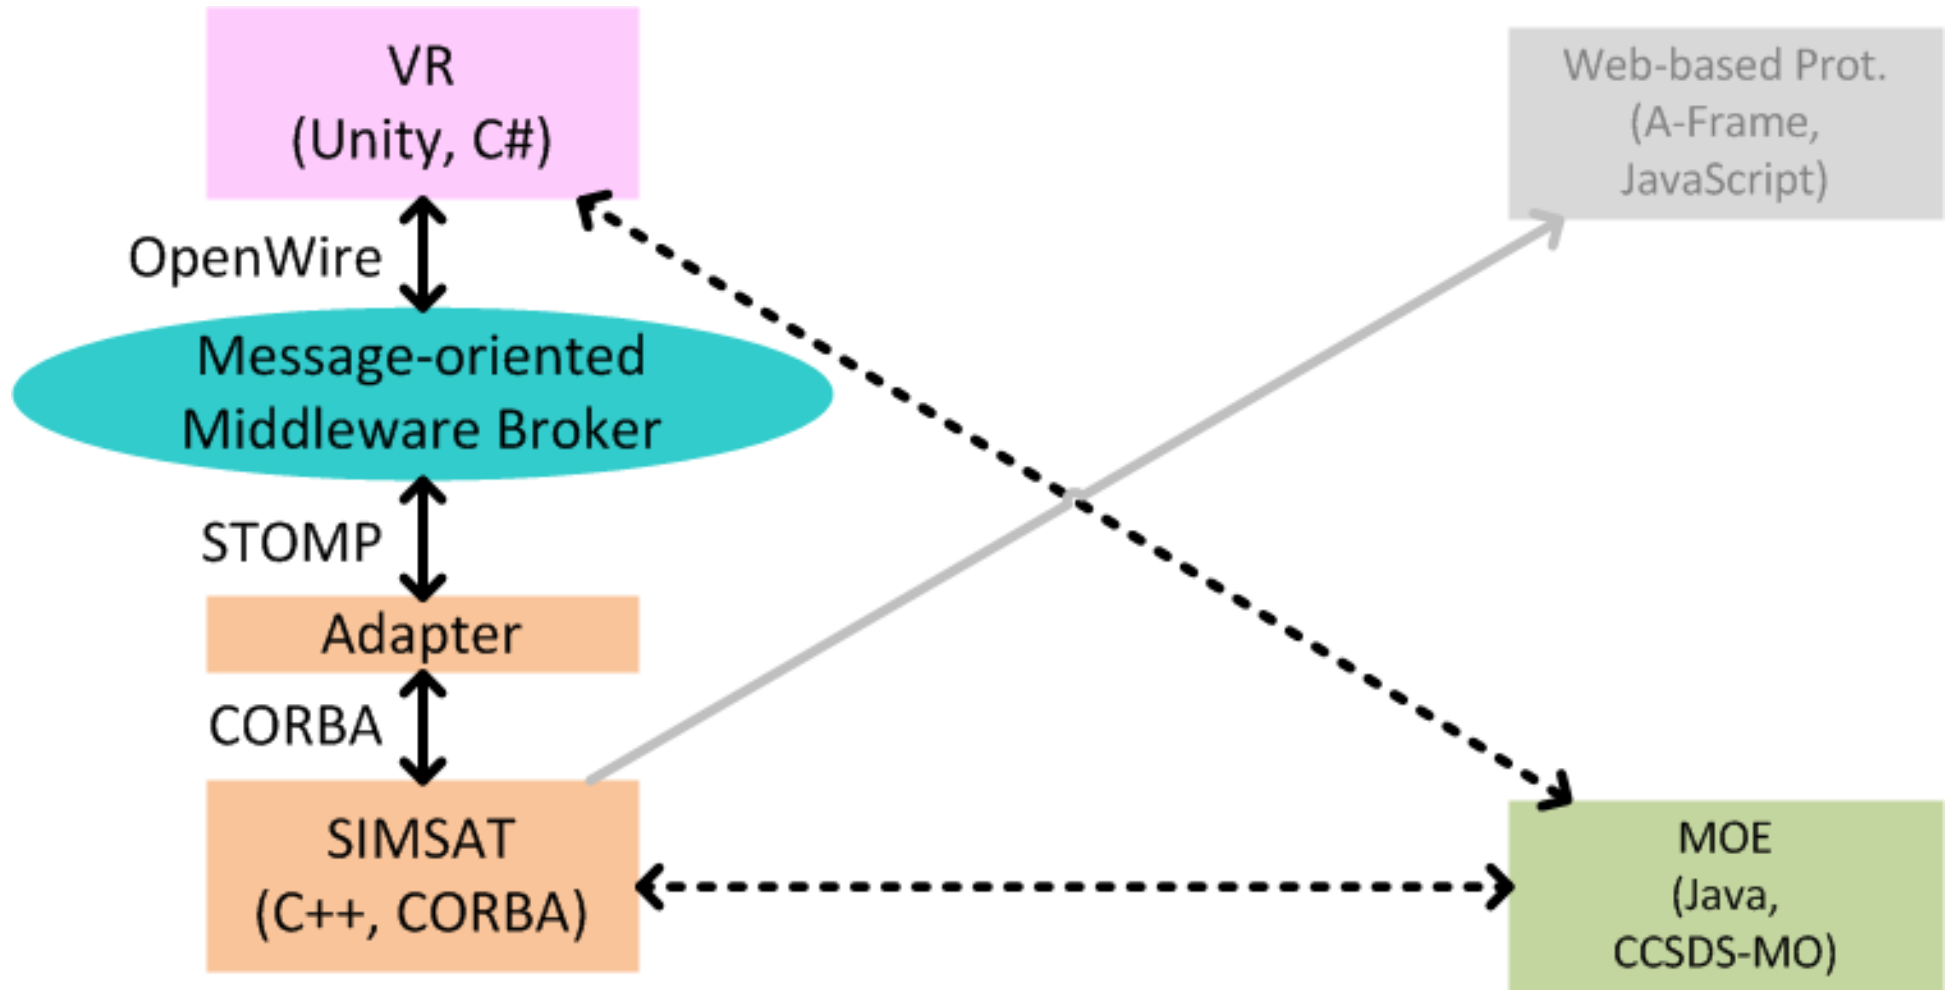 VR
(Unity, C#)
Web-based Prot.
(A-Frame,
JavaScript)
OpenWire
Message-oriented
Middleware Broker
STOMP
Adapter
CORBA
SIMSAT
(C++, CORBA)
MOE
(Java,
CCSDS-MO)